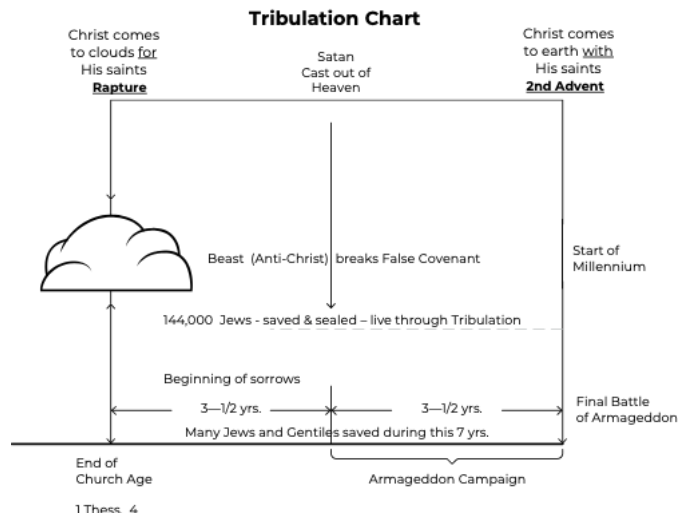 Tribulation Chart
Christ comes
to clouds for
His saints
Rapture
Satan
Cast out of
Heaven
Christ comes
to earth with
His saints
2nd Advent
Beast (Anti-Christ) breaks False Covenant
Start of
Millennium
144,000 Jews - saved & sealed – live through Tribulation
Beginning of sorrows
3—1/2 yrs.
3—1/2 yrs.
Final Battle
of Armageddon
Many Jews and Gentiles saved during this 7 yrs.
End of
Church Age
Armageddon Campaign
1 Thess. 4